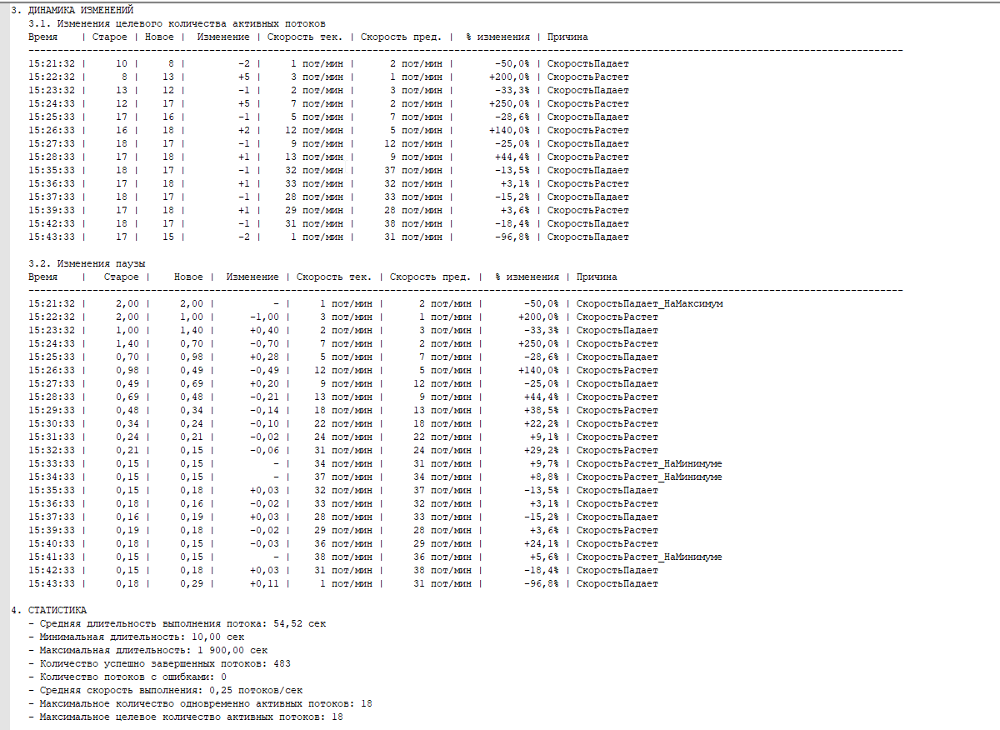 3. ДИНАМИКА ИЗМЕНЕНИЙ
3.1. Изменения целевого количества активных потоков
Время | Старое | Новое | Изменение | Скорость тек. | Скорость пред. | % изменения | Причина
------------------------------------------------------------------------------------------------------------------------------------------------------
15:21:32 | 10 | 8 | -2 | 1 пот/мин | 2 пот/мин | -50,0% | СкоростьПадает
15:22:32 | 8 | 13 | +5 | 3 пот/мин | 1 пот/мин | +200,0% | СкоростьРастет
15:23:32 | 13 | 12 | -1 | 2 пот/мин | 3 пот/мин | -33,3% | СкоростьПадает
15:24:33 | 12 | 17 | +5 | 7 пот/мин | 2 пот/мин | +250,0% | СкоростьРастет
15:25:33 | 17 | 16 | -1 | 5 пот/мин | 7 пот/мин | -28,6% | СкоростьПадает
15:26:33 | 16 | 18 | +2 | 12 пот/мин | 5 пот/мин | +140,0% | СкоростьРастет
15:27:33 | 18 | 17 | -1 | 9 пот/мин | 12 пот/мин | -25,0% | СкоростьПадает
15:28:33 | 17 | 18 | +1 | 13 пот/мин | 9 пот/мин | +44,4% | СкоростьРастет
15:35:33 | 18 | 17 | -1 | 32 пот/мин | 37 пот/мин | -13,5% | СкоростьПадает
15:36:33 | 17 | 18 | +1 | 33 пот/мин | 32 пот/мин | +3,1% | СкоростьРастет
15:37:33 | 18 | 17 | -1 | 28 пот/мин | 33 пот/мин | -15,2% | СкоростьПадает
15:39:33 | 17 | 18 | +1 | 29 пот/мин | 28 пот/мин | +3,6% | СкоростьРастет
15:42:33 | 18 | 17 | -1 | 31 пот/мин | 38 пот/мин | -18,4% | СкоростьПадает
15:43:33 | 17 | 15 | -2 | 1 пот/мин | 31 пот/мин | -96,8% | СкоростьПадает
3.2. Изменения паузы
Время | Старое | Новое | Изменение | Скорость тек. | Скорость пред. | % изменения | Причина
------------------------------------------------------------------------------------------------------------------------------------------------------
15:21:32 | 2,00 | 2,00 | - | 1 пот/мин | 2 пот/мин | -50,0% | СкоростьПадает_НаМаксимум
15:22:32 | 2,00 | 1,00 | -1,00 | 3 пот/мин | 1 пот/мин | +200,0% | СкоростьРастет
15:23:32 | 1,00 | 1,40 | +0,40 | 2 пот/мин | 3 пот/мин | -33,3% | СкоростьПадает
15:24:33 | 1,40 | 0,70 | -0,70 | 7 пот/мин | 2 пот/мин | +250,0% | СкоростьРастет
15:25:33 | 0,70 | 0,98 | +0,28 | 5 пот/мин | 7 пот/мин | -28,6% | СкоростьПадает
15:26:33 | 0,98 | 0,49 | -0,49 | 12 пот/мин | 5 пот/мин | +140,0% | СкоростьРастет
15:27:33 | 0,49 | 0,69 | +0,20 | 9 пот/мин | 12 пот/мин | -25,0% | СкоростьПадает
15:28:33 | 0,69 | 0,48 | -0,21 | 13 пот/мин | 9 пот/мин | +44,4% | СкоростьРастет
15:29:33 | 0,48 | 0,34 | -0,14 | 18 пот/мин | 13 пот/мин | +38,5% | СкоростьРастет
15:30:33 | 0,34 | 0,24 | -0,10 | 22 пот/мин | 18 пот/мин | +22,2% | СкоростьРастет
15:31:33 | 0,24 | 0,21 | -0,02 | 24 пот/мин | 22 пот/мин | +9,1% | СкоростьРастет
15:32:33 | 0,21 | 0,15 | -0,06 | 31 пот/мин | 24 пот/мин | +29,2% | СкоростьРастет
15:33:33 | 0,15 | 0,15 | - | 34 пот/мин | 31 пот/мин | +9,7% | СкоростьРастет_НаМинимуме
15:34:33 | 0,15 | 0,15 | - | 37 пот/мин | 34 пот/мин | +8,8% | СкоростьРастет_НаМинимуме
15:35:33 | 0,15 | 0,18 | +0,03 | 32 пот/мин | 37 пот/мин | -13,5% | СкоростьПадает
15:36:33 | 0,18 | 0,16 | -0,02 | 33 пот/мин | 32 пот/мин | +3,1% | СкоростьРастет
15:37:33 | 0,16 | 0,19 | +0,03 | 28 пот/мин | 33 пот/мин | -15,2% | СкоростьПадает
15:39:33 | 0,19 | 0,18 | -0,02 | 29 пот/мин | 28 пот/мин | +3,6% | СкоростьРастет
15:40:33 | 0,18 | 0,15 | -0,03 | 36 пот/мин | 29 пот/мин | +24,1% | СкоростьРастет
15:41:33 | 0,15 | 0,15 | - | 38 пот/мин | 36 пот/мин | +5,6% | СкоростьРастет_НаМинимуме
15:42:33 | 0,15 | 0,18 | +0,03 | 31 пот/мин | 38 пот/мин | -18,4% | СкоростьПадает
15:43:33 | 0,18 | 0,29 | +0,11 | 1 пот/мин | 31 пот/мин | -96,8% | СкоростьПадает
4. СТАТИСТИКА
- Средняя длительность выполнения потока: 54,52 сек
- Минимальная длительность: 10,00 сек
- Максимальная длительность: 1 900,00 сек
- Количество успешно завершенных потоков: 483
- Количество потоков с ошибками: 0
- Средняя скорость выполнения: 0,25 потоков/сек
- Максимальное количество одновременно активных потоков: 18
- Максимальное целевое количество активных потоков: 18